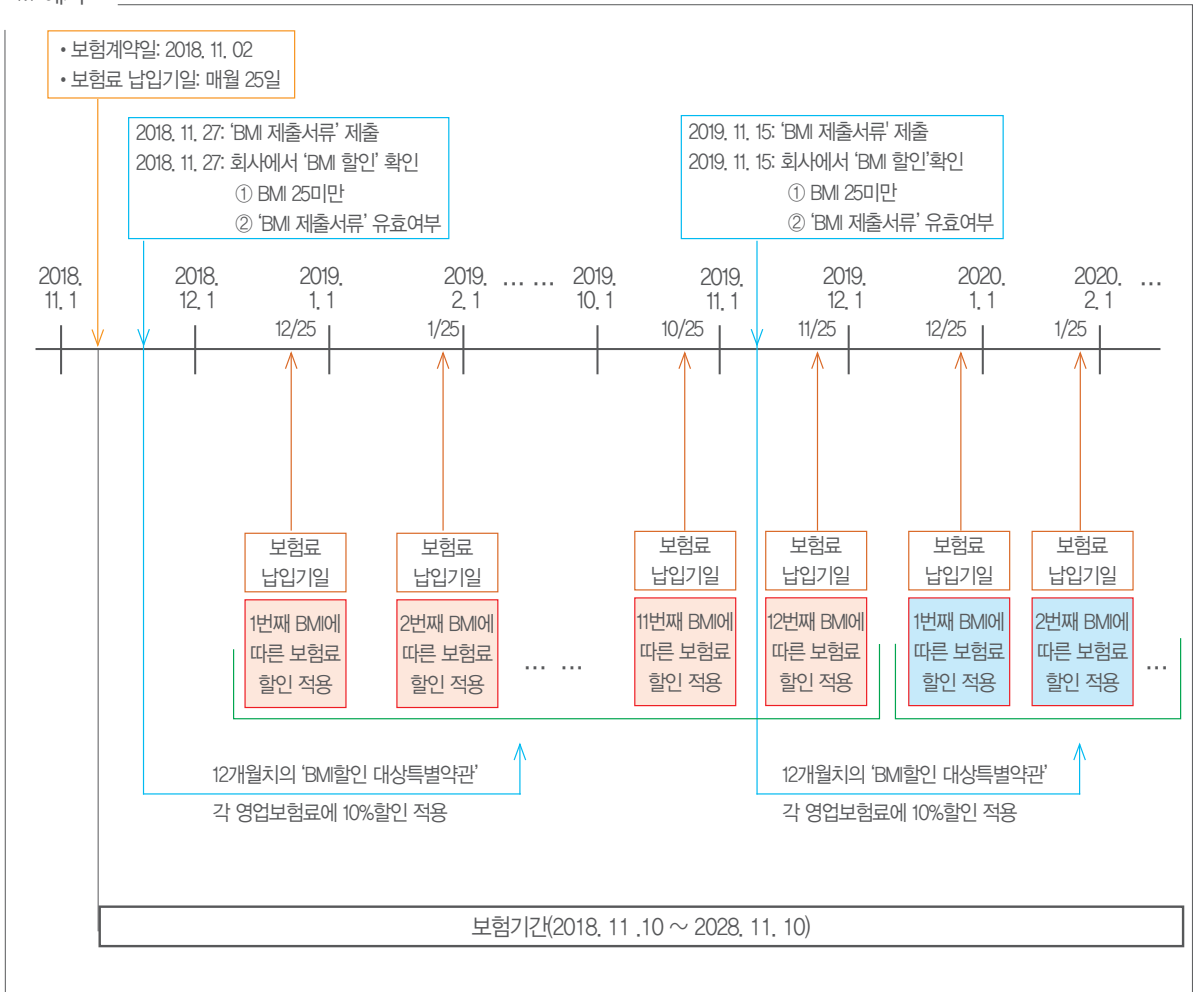 • 보험계약일: 2018. 11. 02
• 보험료 납입기일: 매월 25일
2018. 11. 27: ‘BMI 제출서류’ 제출
2018. 11. 27: 회사에서 ‘BMI 할인’ 확인
① BMI 25미만
② ‘BMI 제출서류’ 유효여부
2019. 11. 15: ‘BMI 제출서류' 제출
2019. 11. 15: 회사에서 ‘BMI 할인’확인
① BMI 25미만
② ‘BMI 제출서류’ 유효여부
2018.
11. 1
2018.
12. 1
2019.
1. 1
2019.
2. 1
... ...
2019.
10. 1
2019.
11. 1
2019.
12. 1
2020.
1. 1
2020.
2. 1
...
12/25
1/25
10/25
11/25
12/25
1/25
보험료
납입기일
보험료
납입기일
보험료
납입기일
보험료
납입기일
보험료
납입기일
보험료
납입기일
1번째 BMI에
따른 보험료
할인 적용
2번째 BMI에
따른 보험료
할인 적용
... ...
11번째 BMI에
따른 보험료
할인 적용
12번째 BMI에
따른 보험료
할인 적용
1번째 BMI에
따른 보험료
할인 적용
2번째 BMI에
따른 보험료
할인 적용
...
12개월치의 ‘BMI할인 대상특별약관’
각 영업보험료에 10%할인 적용
12개월치의 ‘BMI할인 대상특별약관’
각 영업보험료에 10%할인 적용
보험기간(2018. 11 .10 ~ 2028. 11. 10)